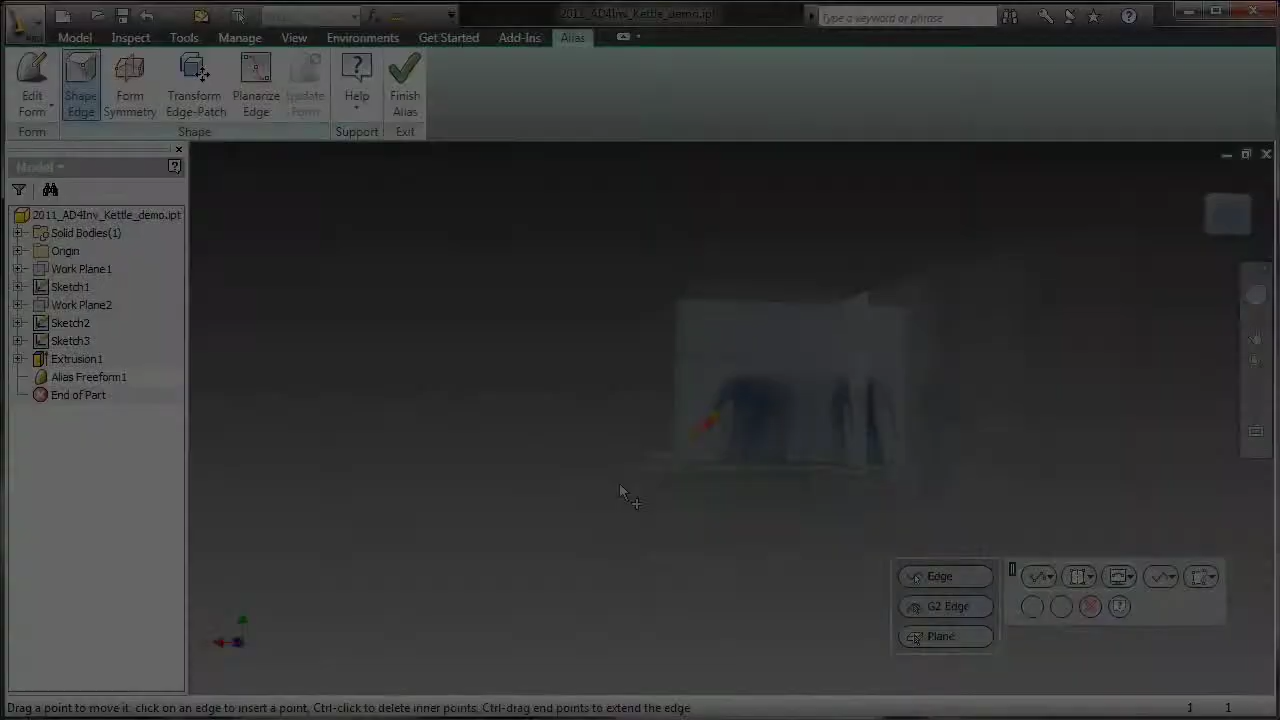 2011_AD4Inv_Kettle_demo.ipt
Type a keyword or phrase
Model Inspect Tools Manage View Environments Get Started Add-Ins Alias
Edit Form
Shape Edge
Form Symmetry
Transform Edge-Patch
Planarize Edge
Update Form
Help
Finish Alias
Form Shape Support Exit
Model
2011_AD4Inv_Kettle_demo.ipt
Solid Bodies(1)
Origin
Work Plane1
Sketch1
Work Plane2
Sketch2
Sketch3
Extrusion1
Alias Freeform1
End of Part
Edge
G2 Edge
Plane
Drag a point to move it, click on an edge to insert a point, Ctrl-click to delete inner points, Ctrl-drag end points to extend the edge
1 1